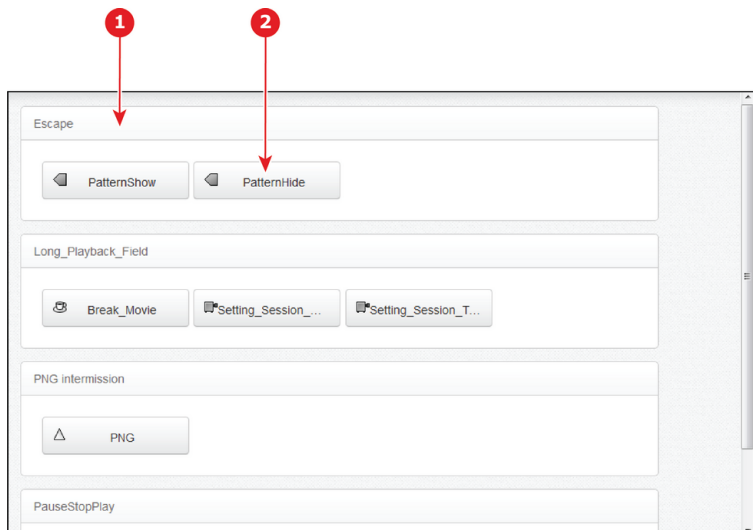 1 2
Escape
PatternShow PatternHide
Long_Playback_Field
Break_Movie Setting_Session_... Setting_Session_T...
PNG intermission
PNG
PauseStopPlay